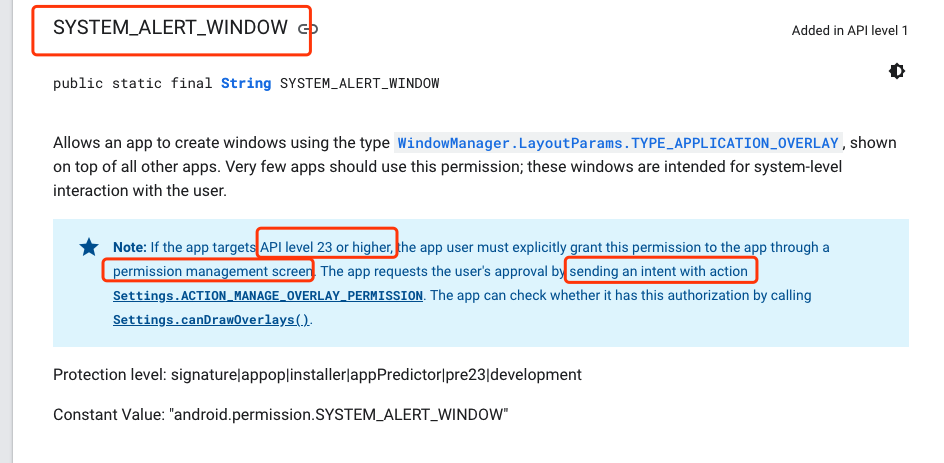 SYSTEM_ALERT_WINDOW
Added in API level 1
public static final String SYSTEM_ALERT_WINDOW
Allows an app to create windows using the type WindowManager.LayoutParams.TYPE_APPLICATION_OVERLAY, shown
on top of all other apps. Very few apps should use this permission; these windows are intended for system-level
interaction with the user.
Note: If the app targets API level 23 or higher, the app user must explicitly grant this permission to the app through a
permission management screen. The app requests the user's approval by sending an intent with action
Settings.ACTION_MANAGE_OVERLAY_PERMISSION. The app can check whether it has this authorization by calling
Settings.canDrawOverlays().
Protection level: signature|appop|installer|appPredictor|pre23|development
Constant Value: "android.permission.SYSTEM_ALERT_WINDOW"